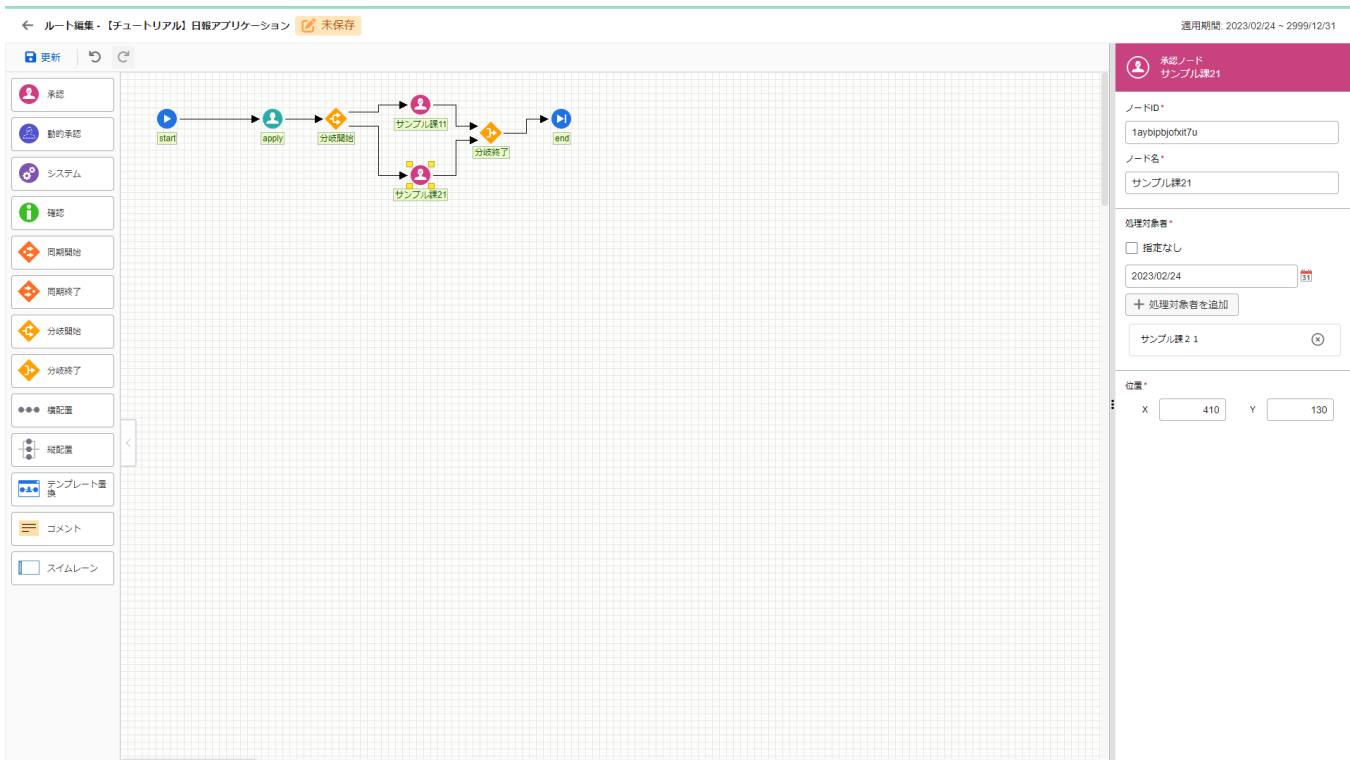 ルート編集 - 【チュートリアル】日報アプリケーション 未保存
適用期間: 2023/02/24 ~ 2999/12/31
更新
承認
動的承認
システム
確認
同期開始
同期終了
分岐開始
分岐終了
横配置
縦配置
テンプレート置
換
コメント
スイムレーン
start
apply
分岐開始
サンプル課11
サンプル課21
分岐終了
end
承認ノード
サンプル課21
ノードID*
1aybipbjofxit7u
ノード名*
サンプル課21
処理対象者*
指定なし
2023/02/24
31
処理対象者を追加
サンプル課２１
位置*
X 410 Y 130